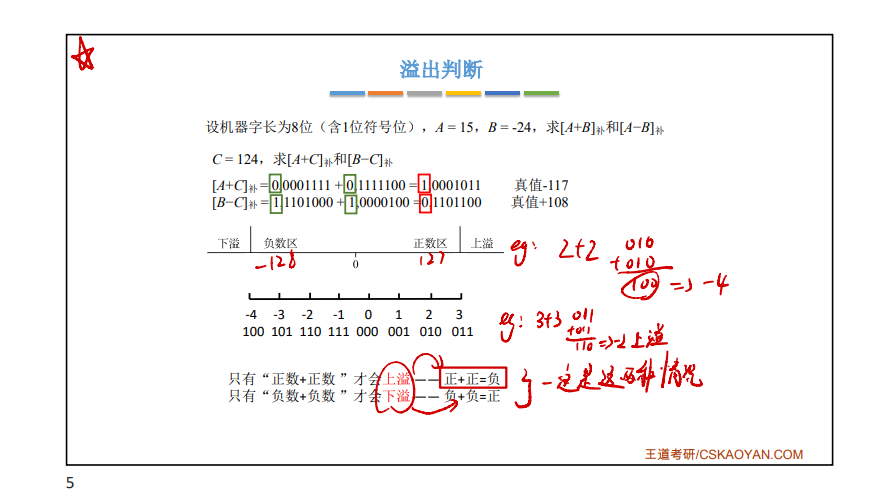 溢出判断
设机器字长为8位（含1位符号位），A = 15，B = -24，求[A+B]补和[A−B]补
C = 124，求[A+C]补和[B−C]补
[A+C]补 = 0,0001111 + 0,1111100 = 1,0001011 真值-117
[B−C]补 = 1,1101000 + 1,0000100 =0,1101100 真值+108
下溢 负数区 正数区 上溢
-128 0 127
eg: 2+2 010
+010
100 => -4
-4 -3 -2 -1 0 1 2 3
100 101 110 111 000 001 010 011
eg: 3+3 011
+011
110 => -2 上溢
只有“正数+正数 ”才会上溢 —— 正+正=负
只有“负数+负数 ”才会下溢 —— 负+负=正
一定是这两种情况
王道考研/CSKAOYAN.COM
5